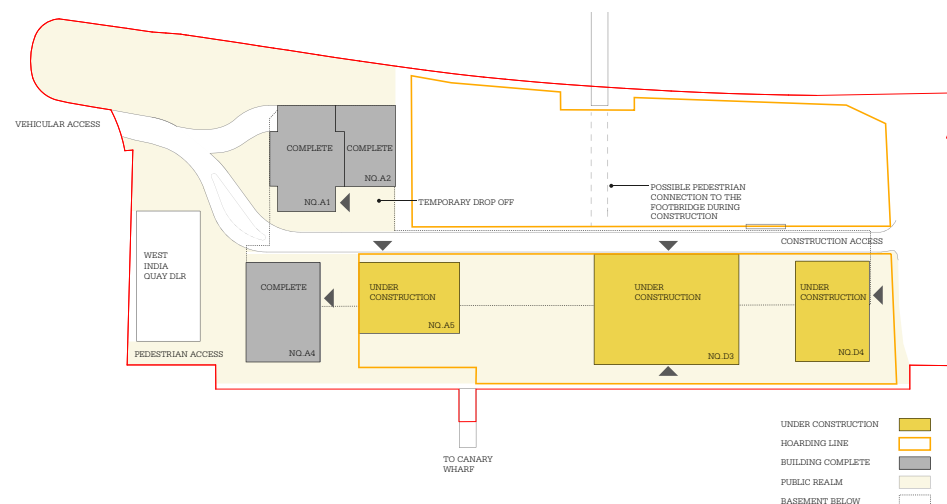 VEHICULAR ACCESS
COMPLETE
COMPLETE
NQ.A2
NQ.A1
TEMPORARY DROP OFF
POSSIBLE PEDESTRIAN
CONNECTION TO THE
FOOTBRIDGE DURING
CONSTRUCTION
CONSTRUCTION ACCESS
WEST
INDIA
QUAY DLR
PEDESTRIAN ACCESS
COMPLETE
NQ.A4
UNDER
CONSTRUCTION
NQ.A5
UNDER
CONSTRUCTION
NQ.D3
UNDER
CONSTRUCTION
NQ.D4
TO CANARY
WHARF
UNDER CONSTRUCTION
HOARDING LINE
BUILDING COMPLETE
PUBLIC REALM
BASEMENT BELOW